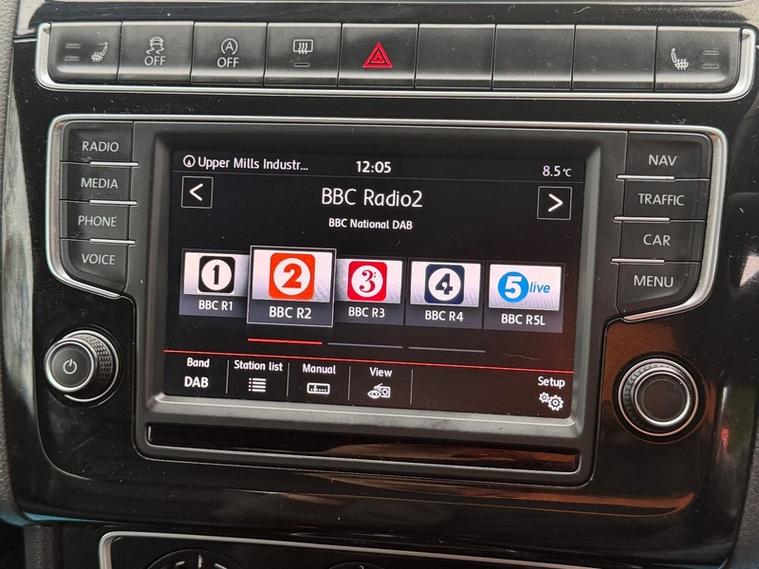 OFF
A
OFF
RADIO
MEDIA
PHONE
VOICE
Upper Mills Industr...
12:05
8.5°C
BBC Radio2
BBC National DAB
<
>
1
BBC R1
2
BBC R2
3
BBC R3
4
BBC R4
5 live
BBC R5L
Band
DAB
Station list
Manual
View
Setup
NAV
TRAFFIC
CAR
MENU